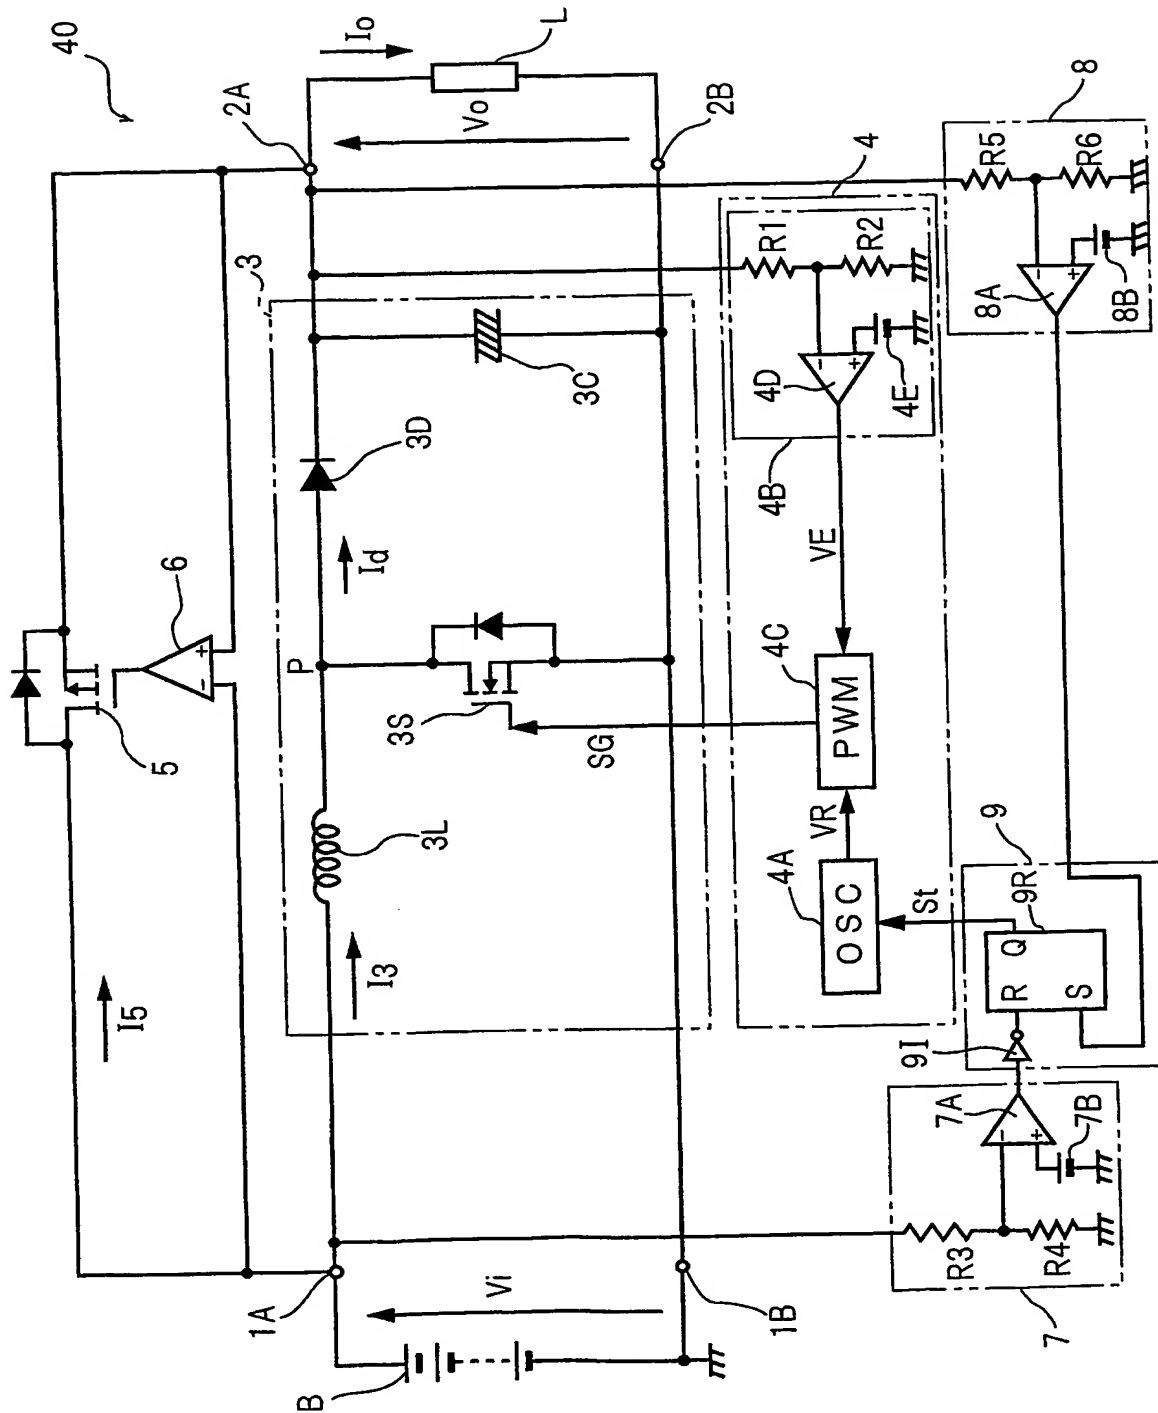 40
I5
5
6
-
+
3
I3
3L
P
Id
3D
3S
3C
SG
2A
Io
L
Vo
2B
1A
B
Vi
1B
4
4A
OSC
VR
4C
PWM
VE
4B
4D
-
+
4E
R1
R2
St
7
R3
R4
7A
-
+
7B
9
9I
9R
R
Q
S
8
8A
-
+
8B
R5
R6